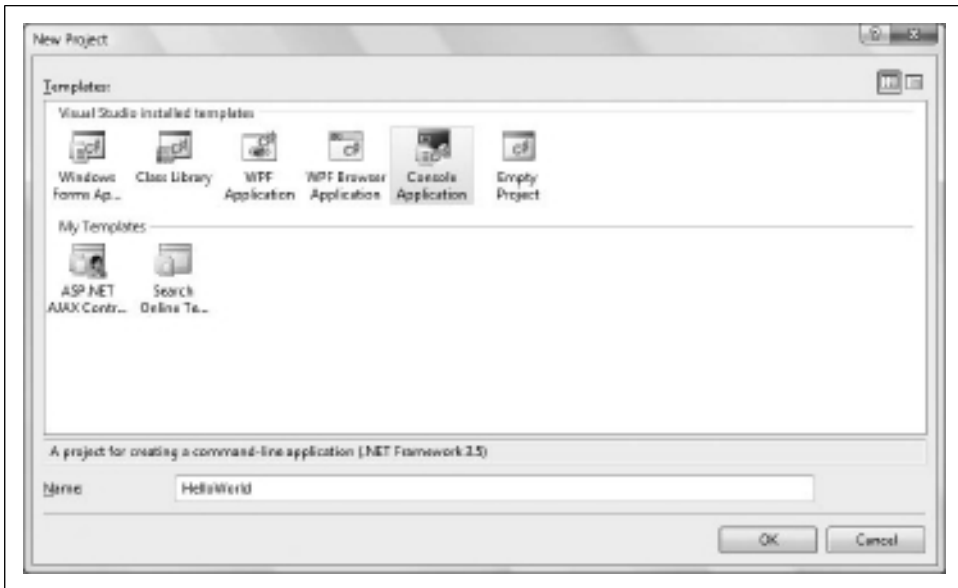 New Project
Templates:
Visual Studio installed templates
Windows Forms Ap...
Class Library
WPF Application
WPF Browser Application
Console Application
Empty Project
My Templates
ASP.NET AJAX Contr...
Search Online Te...
A project for creating a command-line application (.NET Framework 3.5)
Name:
HelloWorld
OK
Cancel